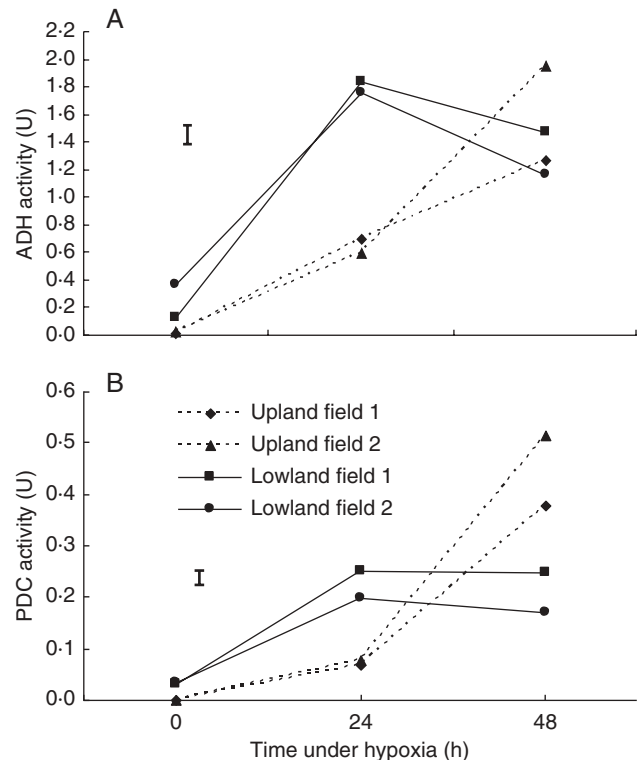 A
2·2
2·0
1·8
1·6
1·4
1·2
1·0
0·8
0·6
0·4
0·2
0·0
ADH activity (U)
B
0·6
0·5
0·4
0·3
0·2
0·1
0·0
PDC activity (U)
Upland field 1
Upland field 2
Lowland field 1
Lowland field 2
0 24 48
Time under hypoxia (h)